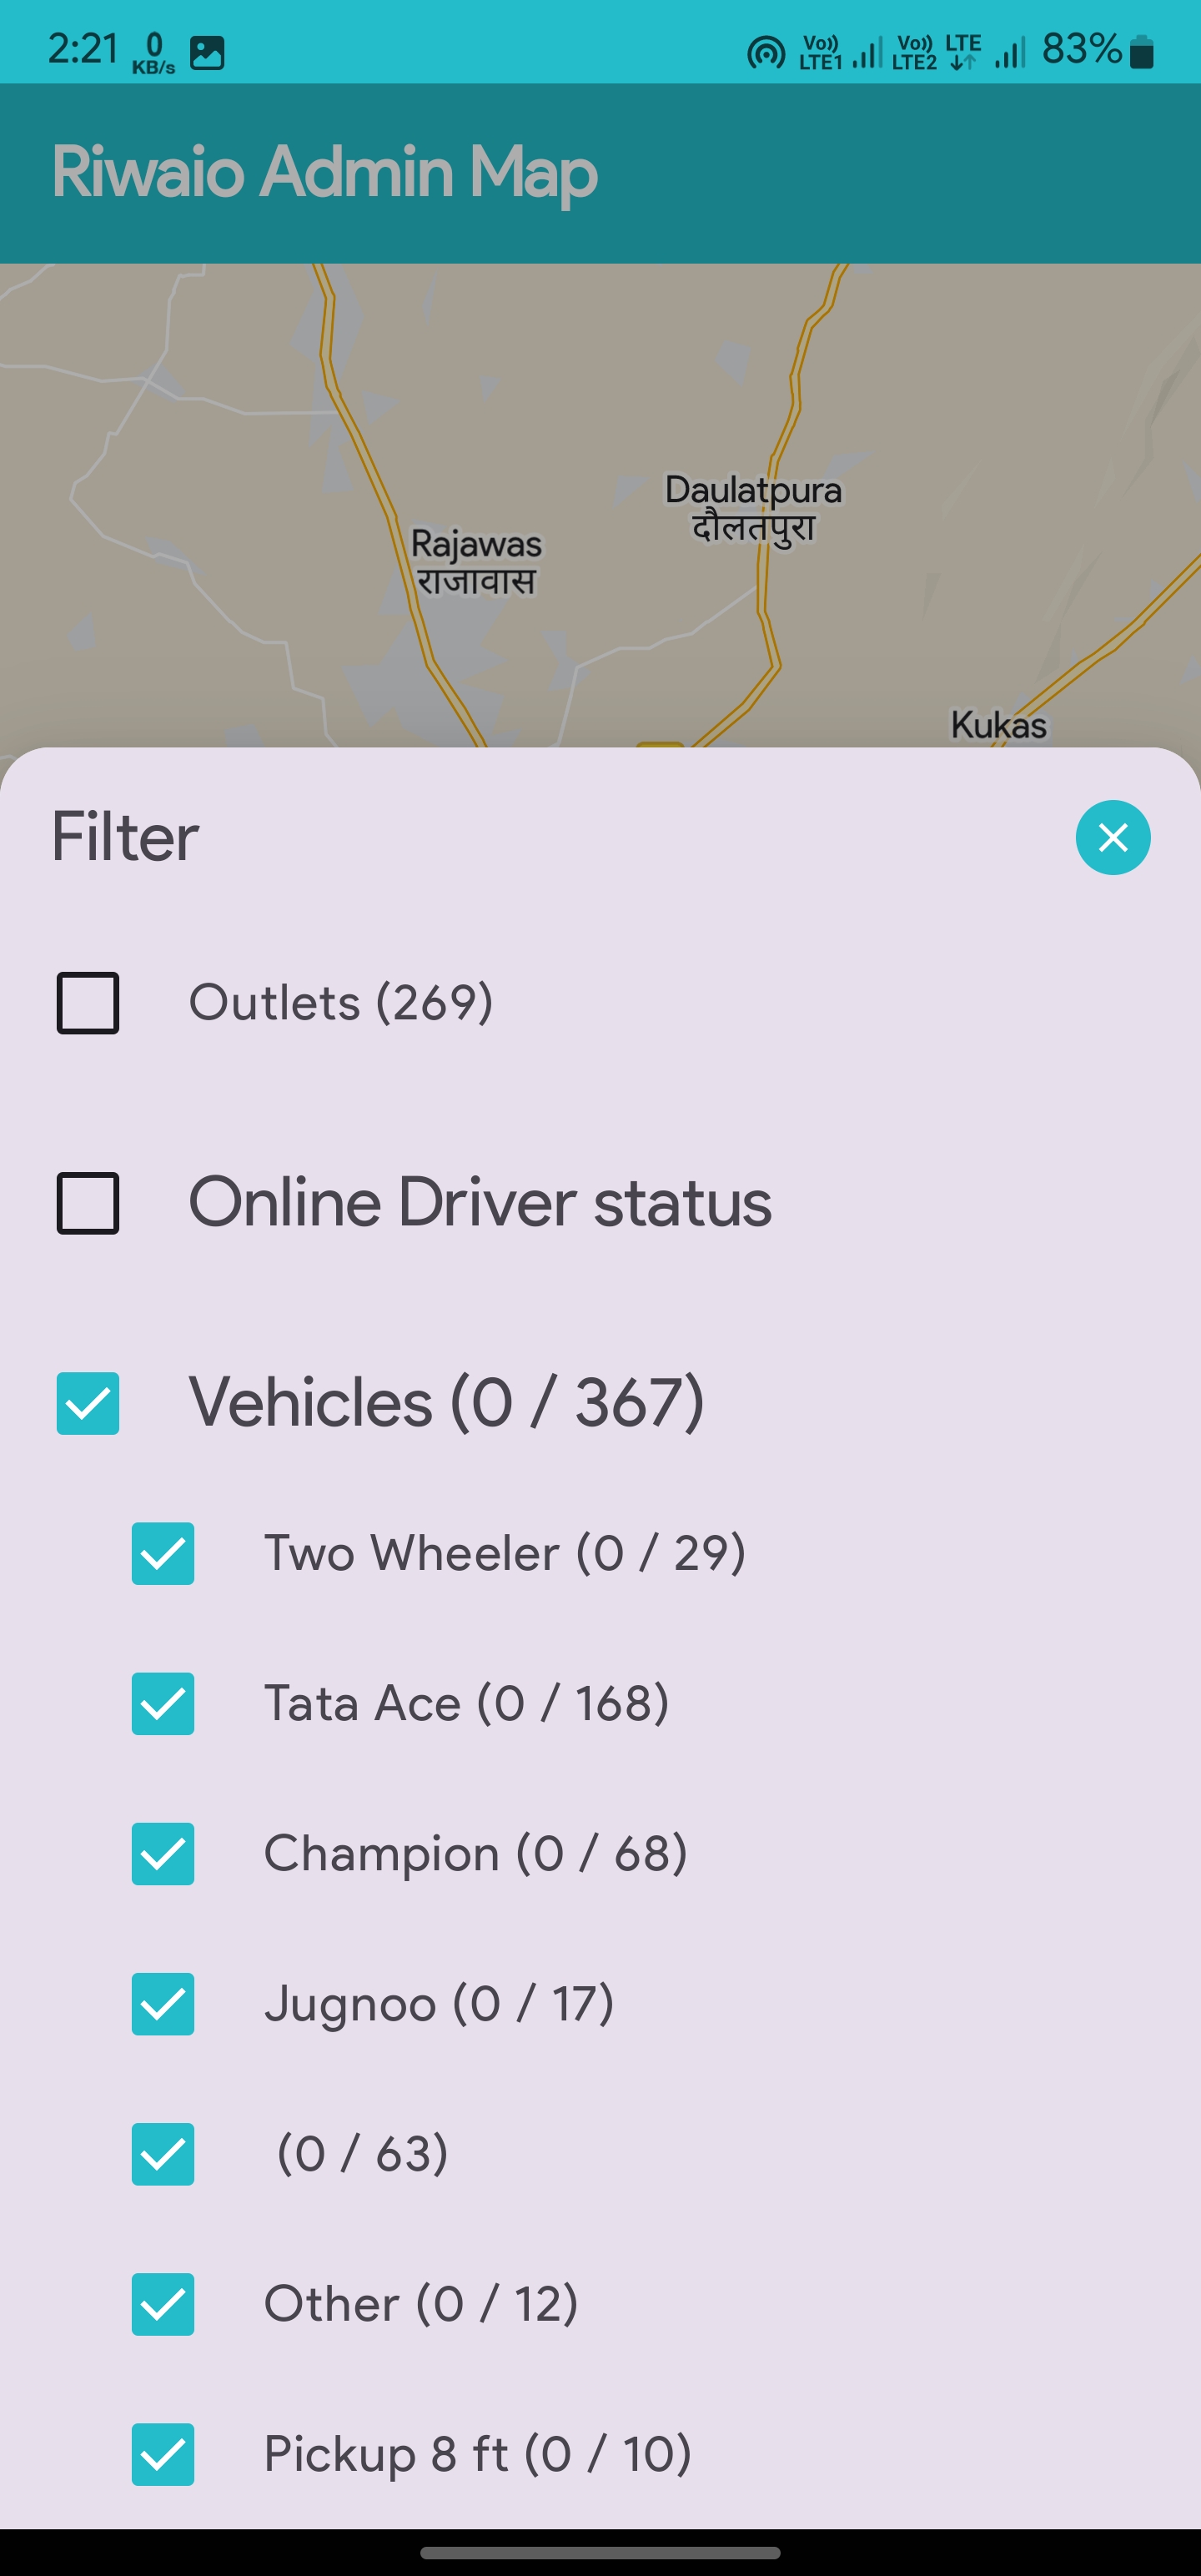 2:21 0 KB/s Vo)) LTE1 Vo)) LTE2 LTE 83%
Riwaio Admin Map
Daulatpura
दौलतपुरा
Rajawas
राजावास
Kukas
Filter
Outlets (269)
Online Driver status
Vehicles (0 / 367)
Two Wheeler (0 / 29)
Tata Ace (0 / 168)
Champion (0 / 68)
Jugnoo (0 / 17)
(0 / 63)
Other (0 / 12)
Pickup 8 ft (0 / 10)